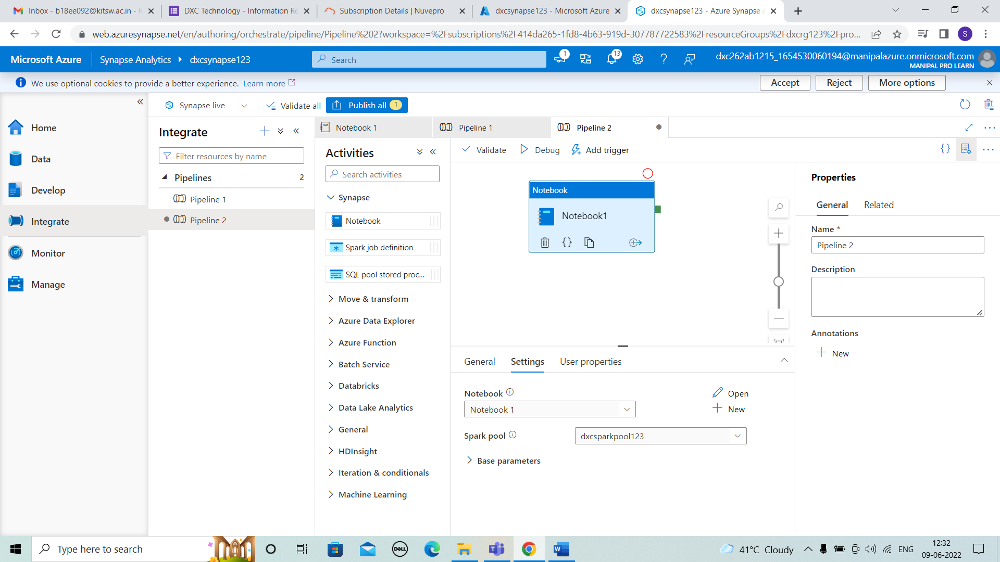 Inbox - b18ee092@kitsw.ac.in - K
DXC Technology - Information Re
Subscription Details | Nuvepro
dxcsynapse123 - Microsoft Azure
dxcsynapse123 - Azure Synapse A
web.azuresynapse.net/en/authoring/orchestrate/pipeline/Pipeline%202?workspace=%2Fsubscriptions%2F414da265-1fd8-4b63-919d-307787722583%2FresourceGroups%2Fdxcrg123%2Fpro...
S
Microsoft Azure
Synapse Analytics
dxcsynapse123
Search
1
13
dxc262ab1215_1654530060194@manipalazure.onmicrosoft.com
MANIPAL PRO LEARN
We use optional cookies to provide a better experience. Learn more
Accept
Reject
More options
Synapse live
Validate all
Publish all 1
Home
Data
Develop
Integrate
Monitor
Manage
Integrate
Filter resources by name
Pipelines
2
Pipeline 1
Pipeline 2
Notebook 1
Pipeline 1
Pipeline 2
Activities
Search activities
Synapse
Notebook
Spark job definition
SQL pool stored proc...
Move & transform
Azure Data Explorer
Azure Function
Batch Service
Databricks
Data Lake Analytics
General
HDInsight
Iteration & conditionals
Machine Learning
Validate
Debug
Add trigger
Notebook
Notebook1
General
Settings
User properties
Notebook
Open
Notebook 1
New
Spark pool
dxcsparkpool123
Base parameters
Properties
General
Related
Name *
Pipeline 2
Description
Annotations
New
Type here to search
DELL
41°C Cloudy
ENG
12:32
09-06-2022